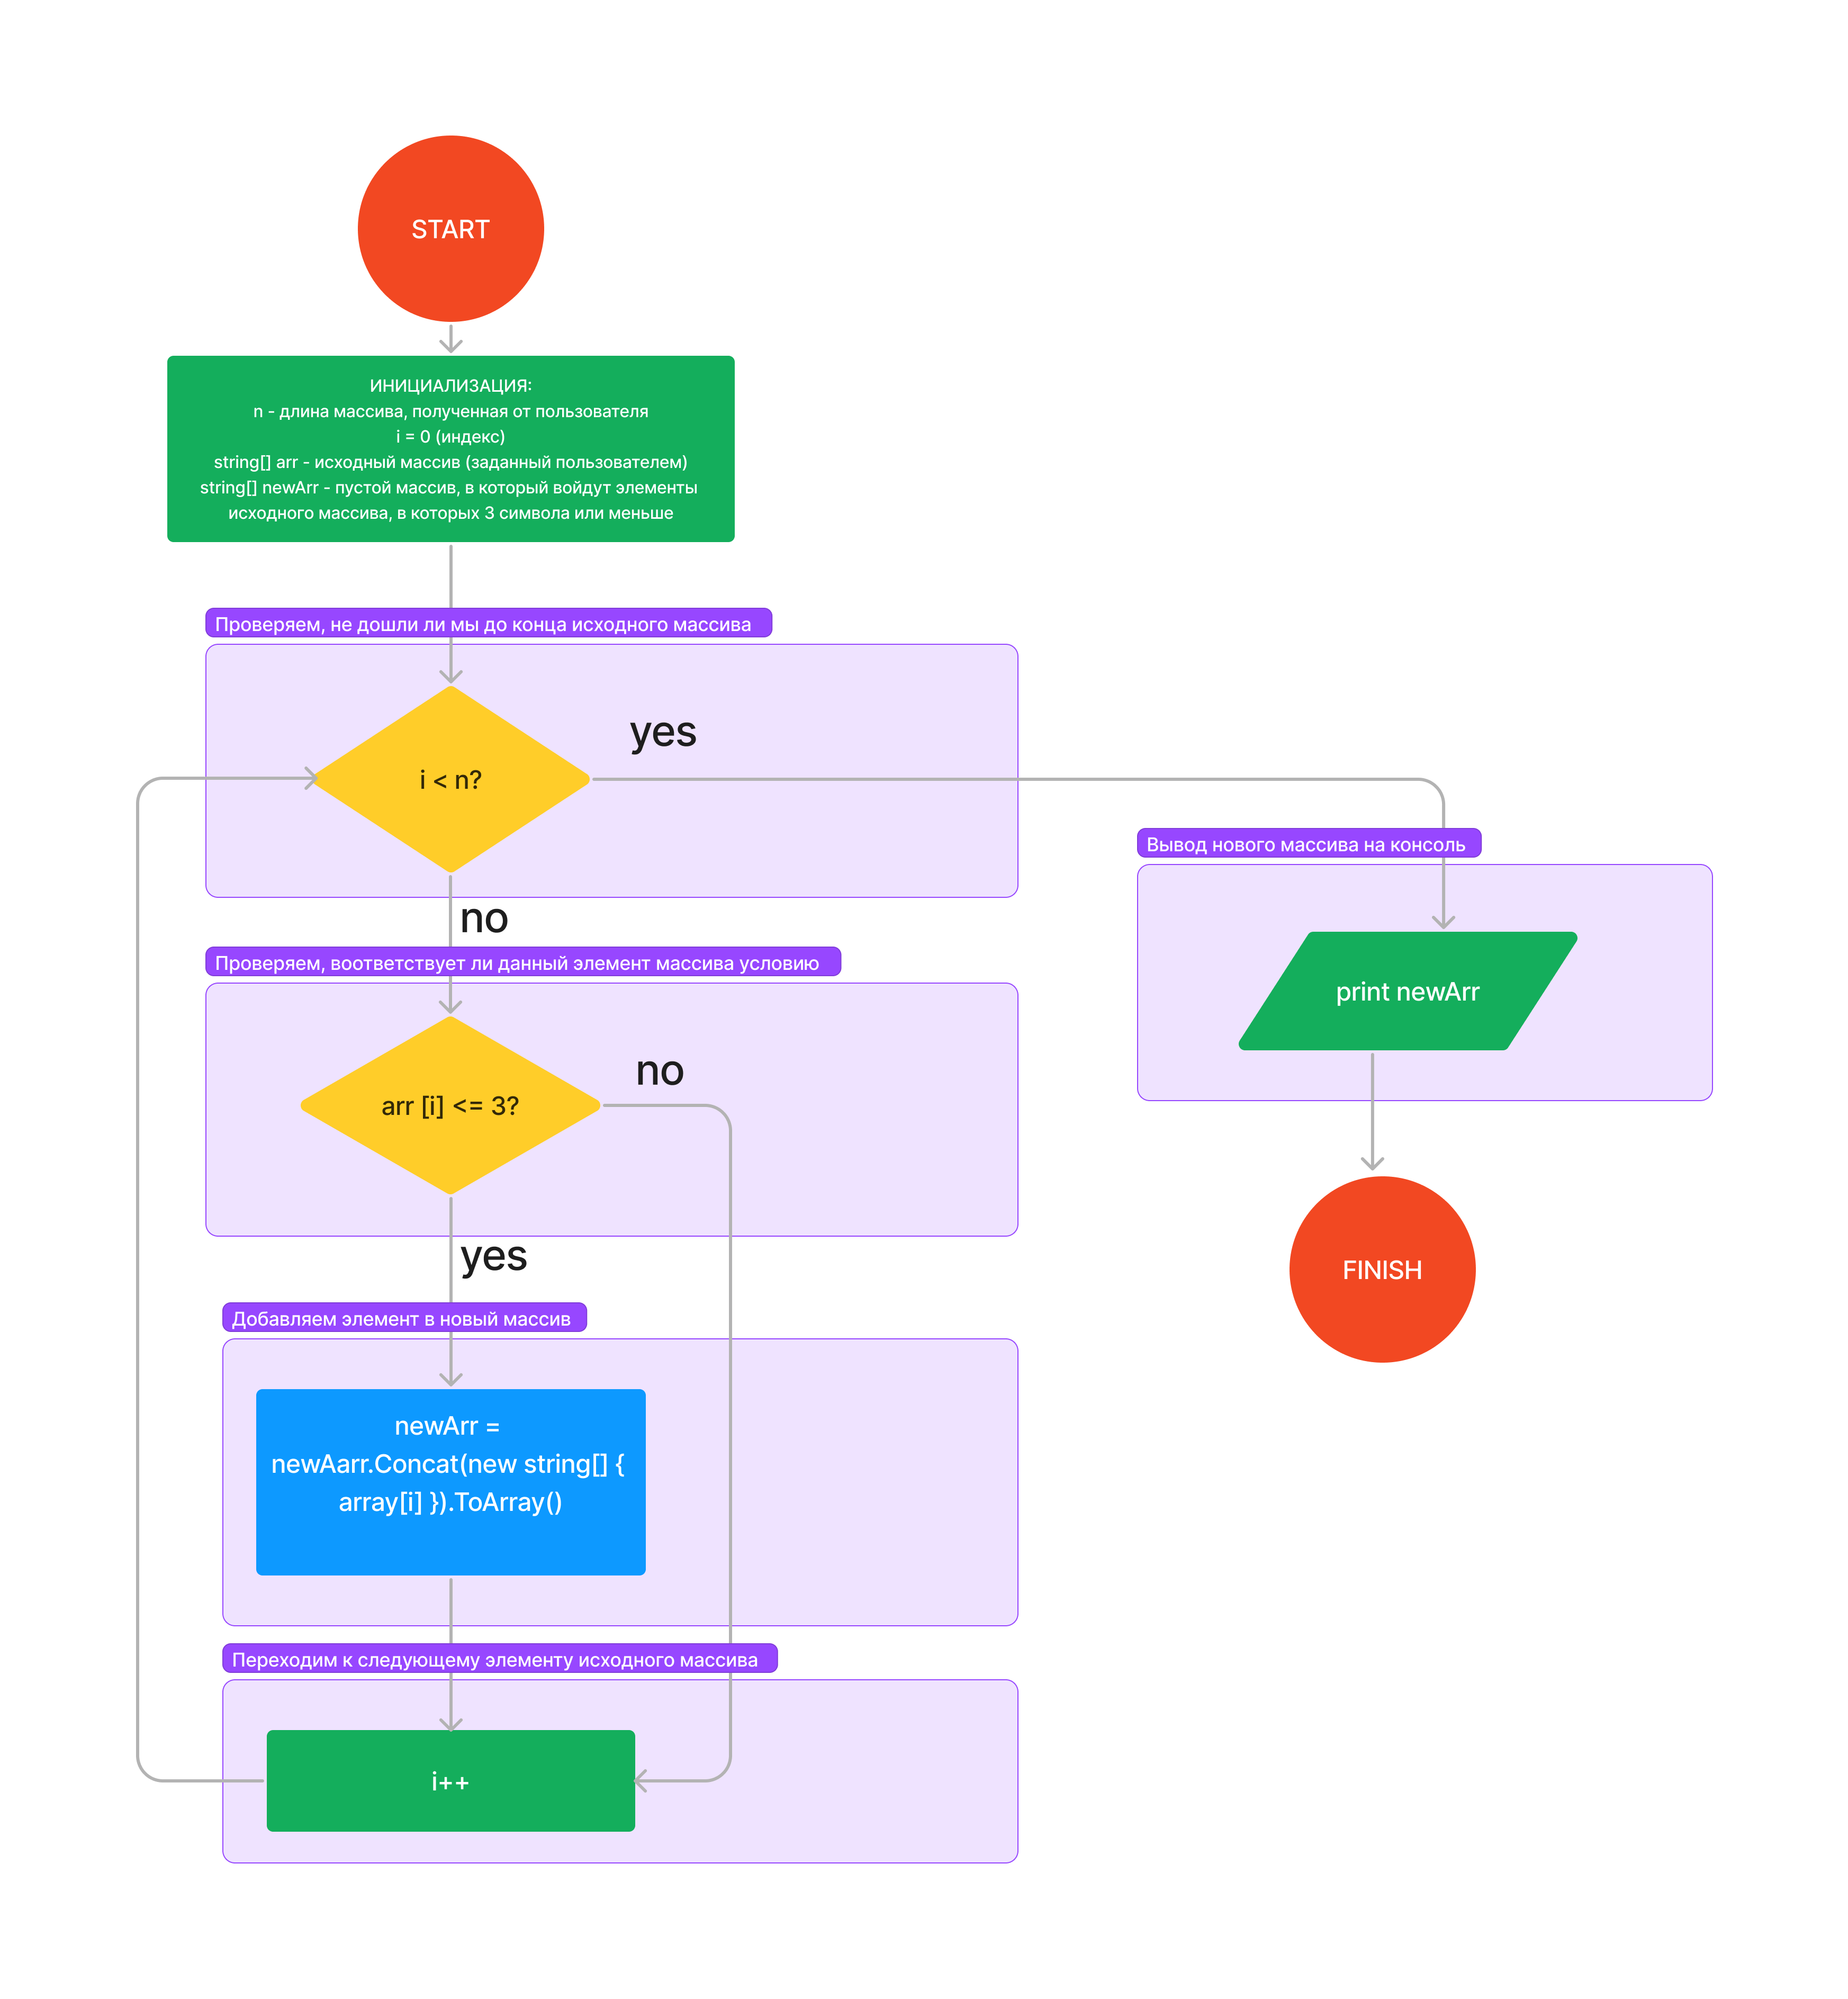 START
ИНИЦИАЛИЗАЦИЯ:
n - длина массива, полученная от пользователя
i = 0 (индекс)
string[] arr - исходный массив (заданный пользователем)
string[] newArr - пустой массив, в который войдут элементы
исходного массива, в которых 3 символа или меньше
Проверяем, не дошли ли мы до конца исходного массива
yes
i < n?
no
Вывод нового массива на консоль
print newArr
FINISH
Проверяем, воответствует ли данный элемент массива условию
no
arr [i] <= 3?
yes
Добавляем элемент в новый массив
newArr =
newAarr.Concat(new string[] {
array[i] }).ToArray()
Переходим к следующему элементу исходного массива
i++